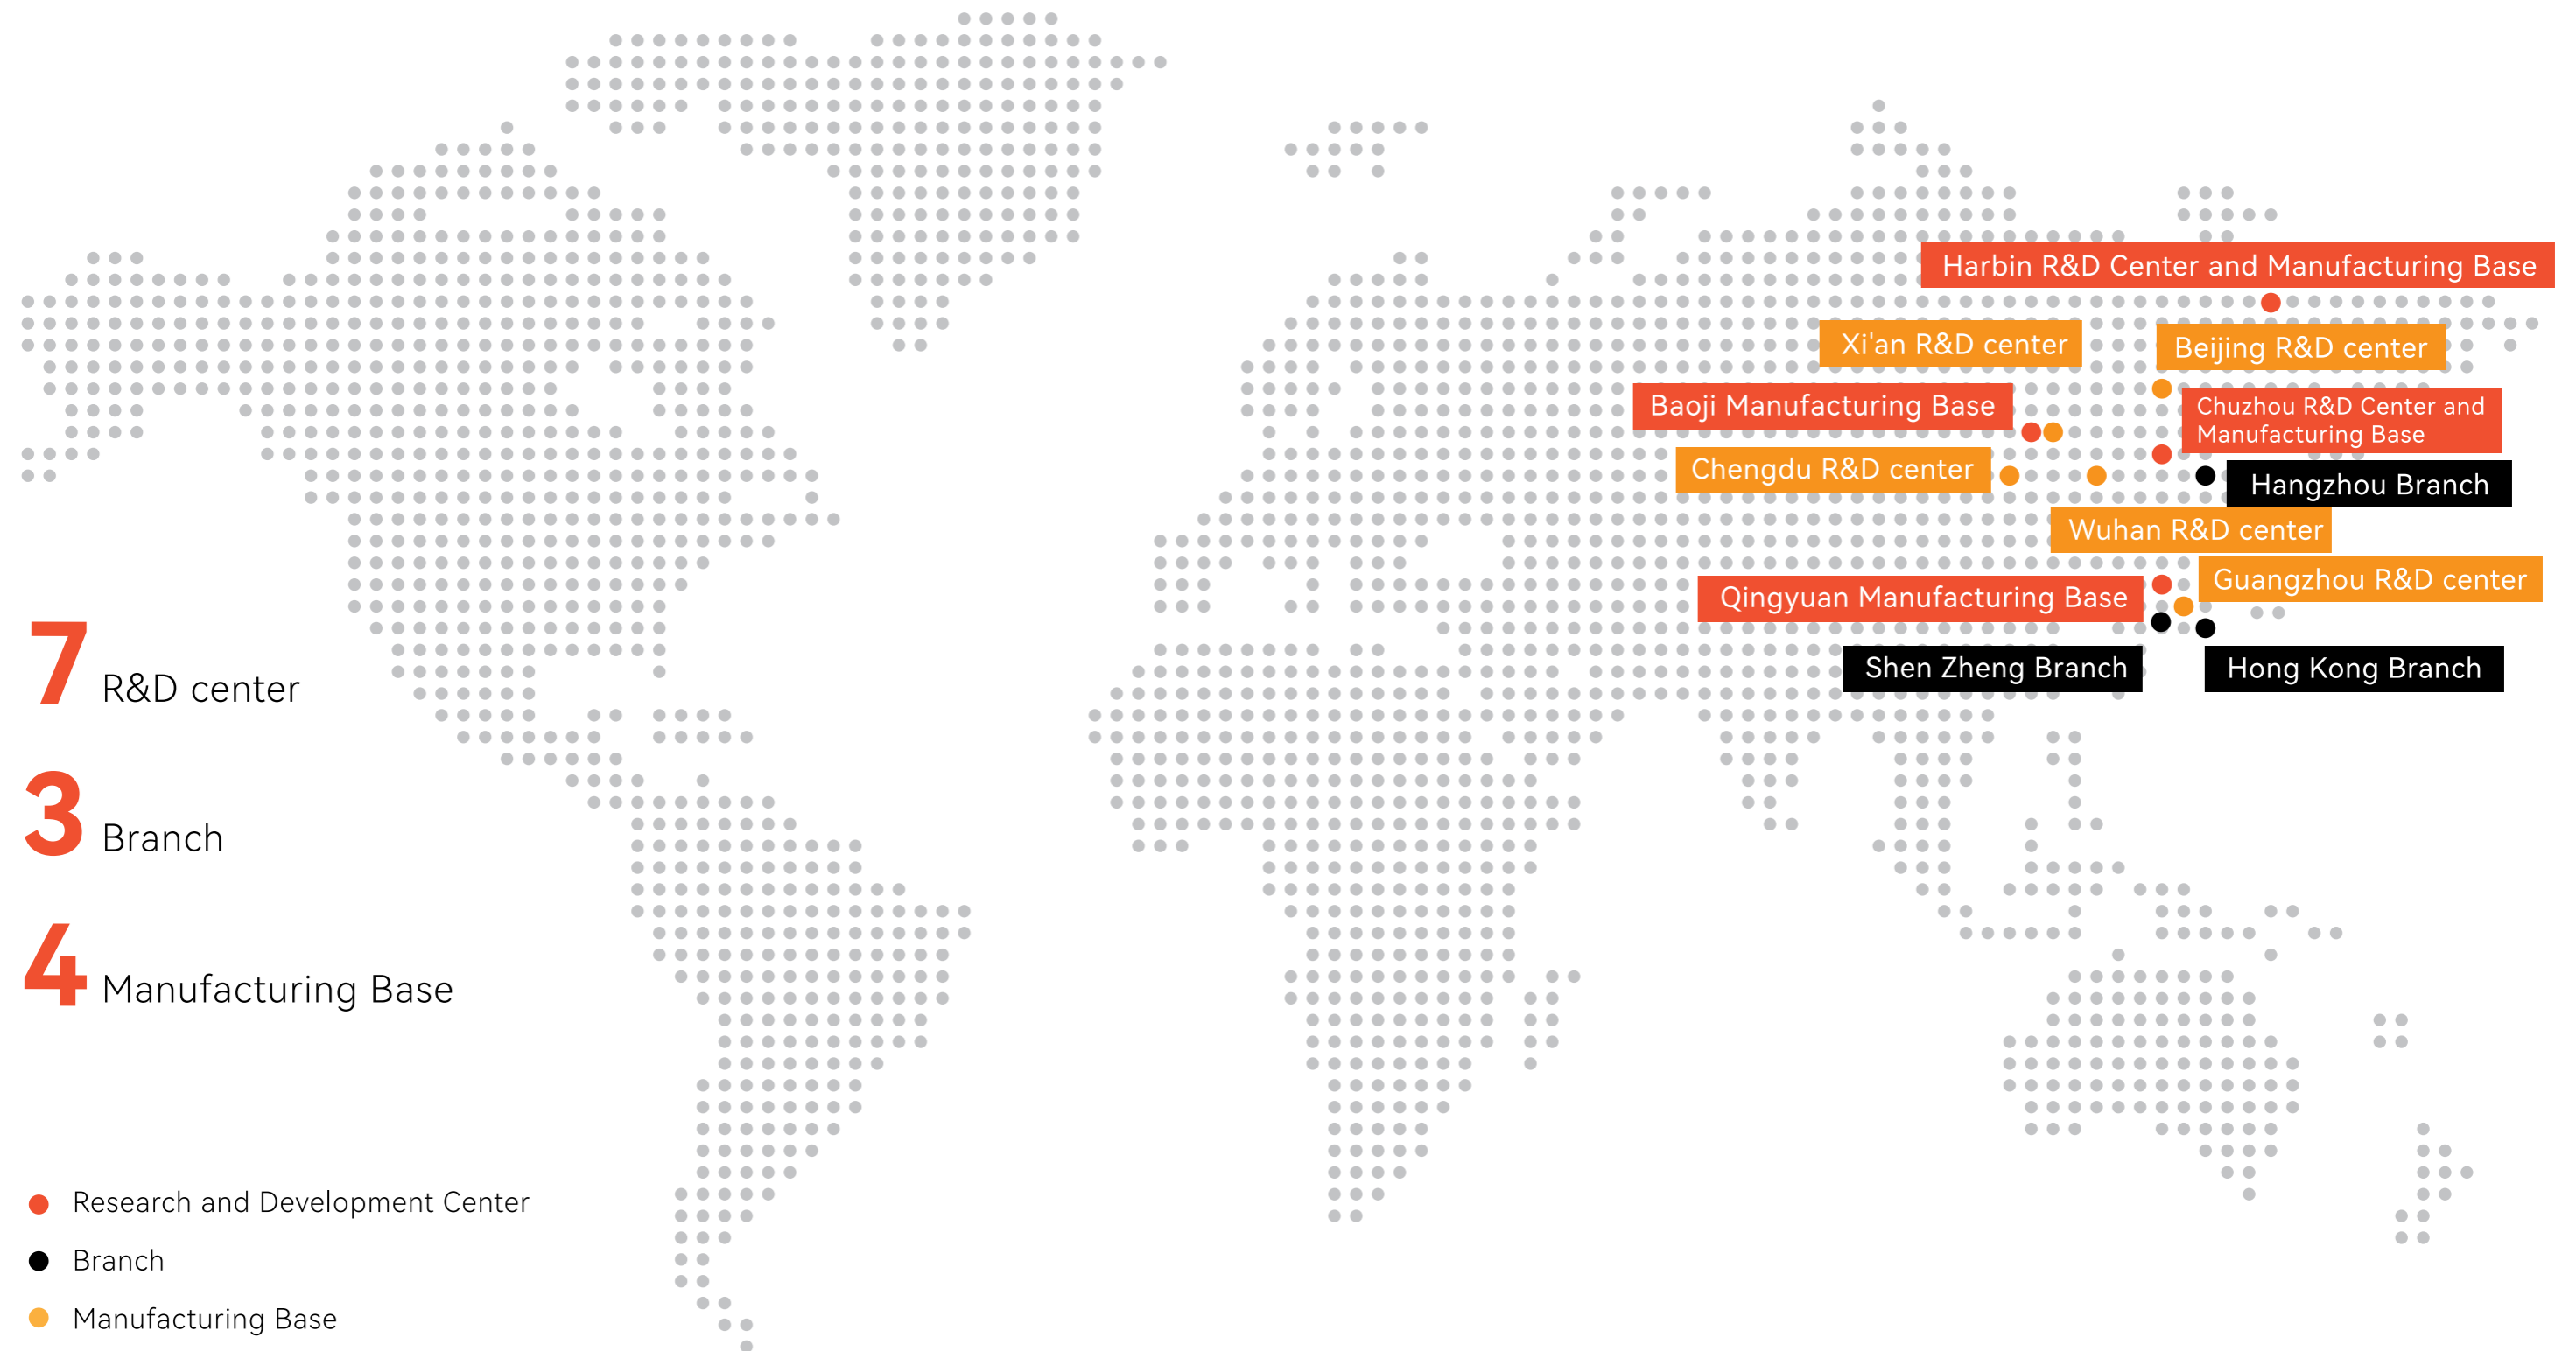 Harbin R&D Center and Manufacturing Base
Xi'an R&D center
Beijing R&D center
Baoji Manufacturing Base
Chuzhou R&D Center and
Manufacturing Base
Chengdu R&D center
Hangzhou Branch
Wuhan R&D center
Guangzhou R&D center
Qingyuan Manufacturing Base
Shen Zheng Branch
Hong Kong Branch
7 R&D center
3 Branch
4 Manufacturing Base
Research and Development Center
Branch
Manufacturing Base